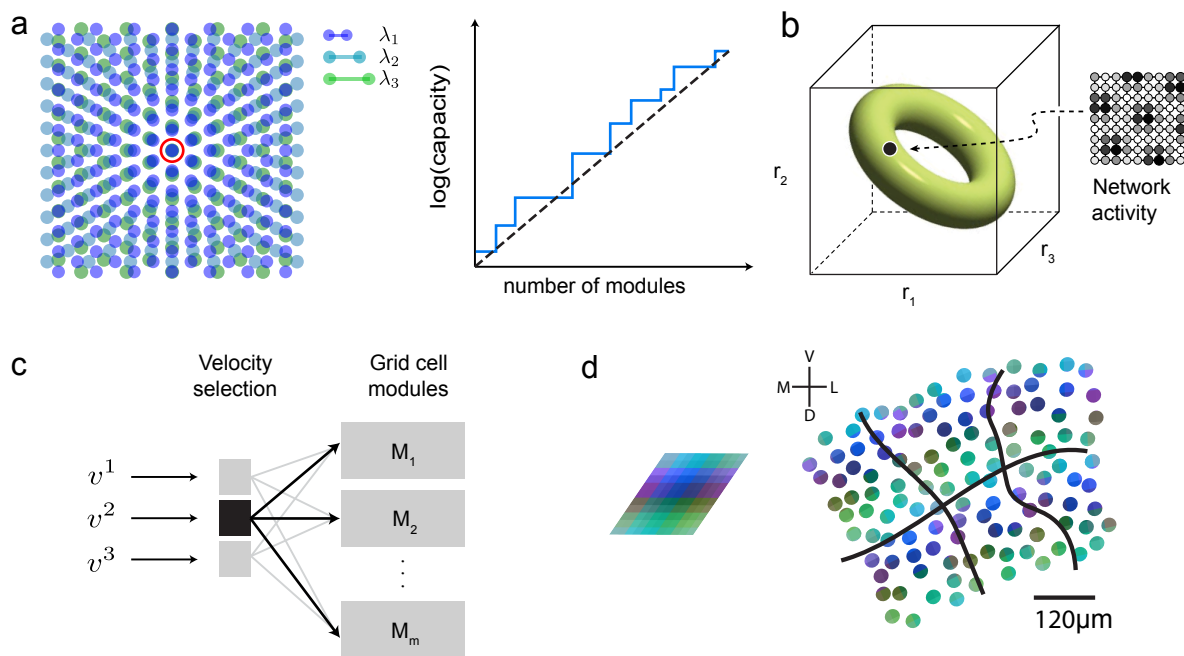 a
λ₁
λ₂
λ₃
log(capacity)
number of modules
b
r₂
r₁
r₃
Network
activity
c
Velocity
selection
Grid cell
modules
v¹
v²
v³
M₁
M₂
Mₘ
d
V
M
L
D
120µm